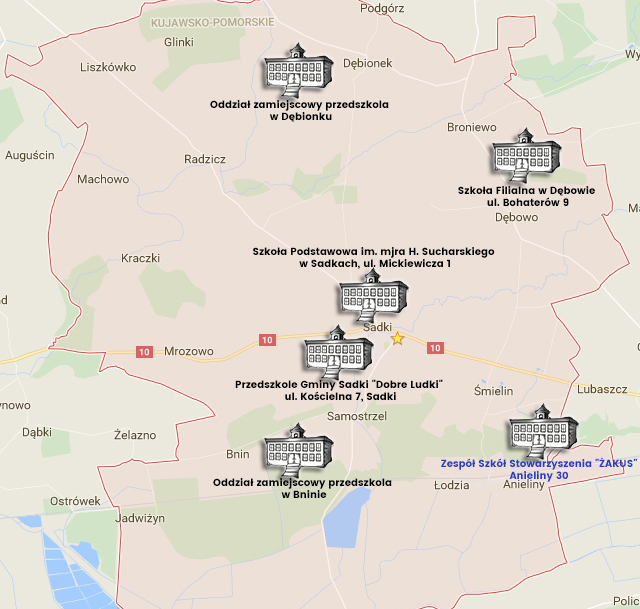 Podgórz
KUJAWSKO-POMORSKIE
Glinki
Liszkówko
Dębionek
Oddział zamiejscowy przedszkola
w Dębionku
Broniewo
Auguścin
Radzicz
Machowo
Szkoła Filialna w Dębowie
ul. Bohaterów 9
Dębowo
Szkoła Podstawowa im. mjra H. Sucharskiego
w Sadkach, ul. Mickiewicza 1
Kraczki
Sadki
10
10
10
Mrozowo
Przedszkole Gminy Sadki "Dobre Ludki"
ul. Kościelna 7, Sadki
Śmielin
Lubaszcz
Samostrzel
Dąbki
Żelazno
Bnin
Zespół Szkół Stowarzyszenia "ŻAKUS"
Anieliny 30
Oddział zamiejscowy przedszkola
w Bninie
Łodzia
Anieliny
Ostrówek
Jadwiżyn